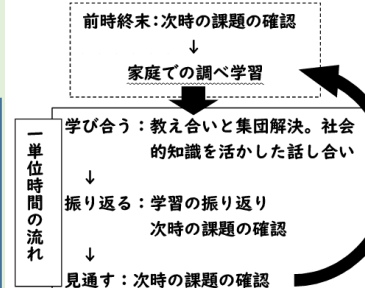 前時終末:次時の課題の確認
↓
家庭での調べ学習
一単位時間の流れ
学び合う:教え合いと集団解決。社会
的知識を活かした話し合い
↓
振り返る:学習の振り返り
次時の課題の確認
↓
見通す:次時の課題の確認